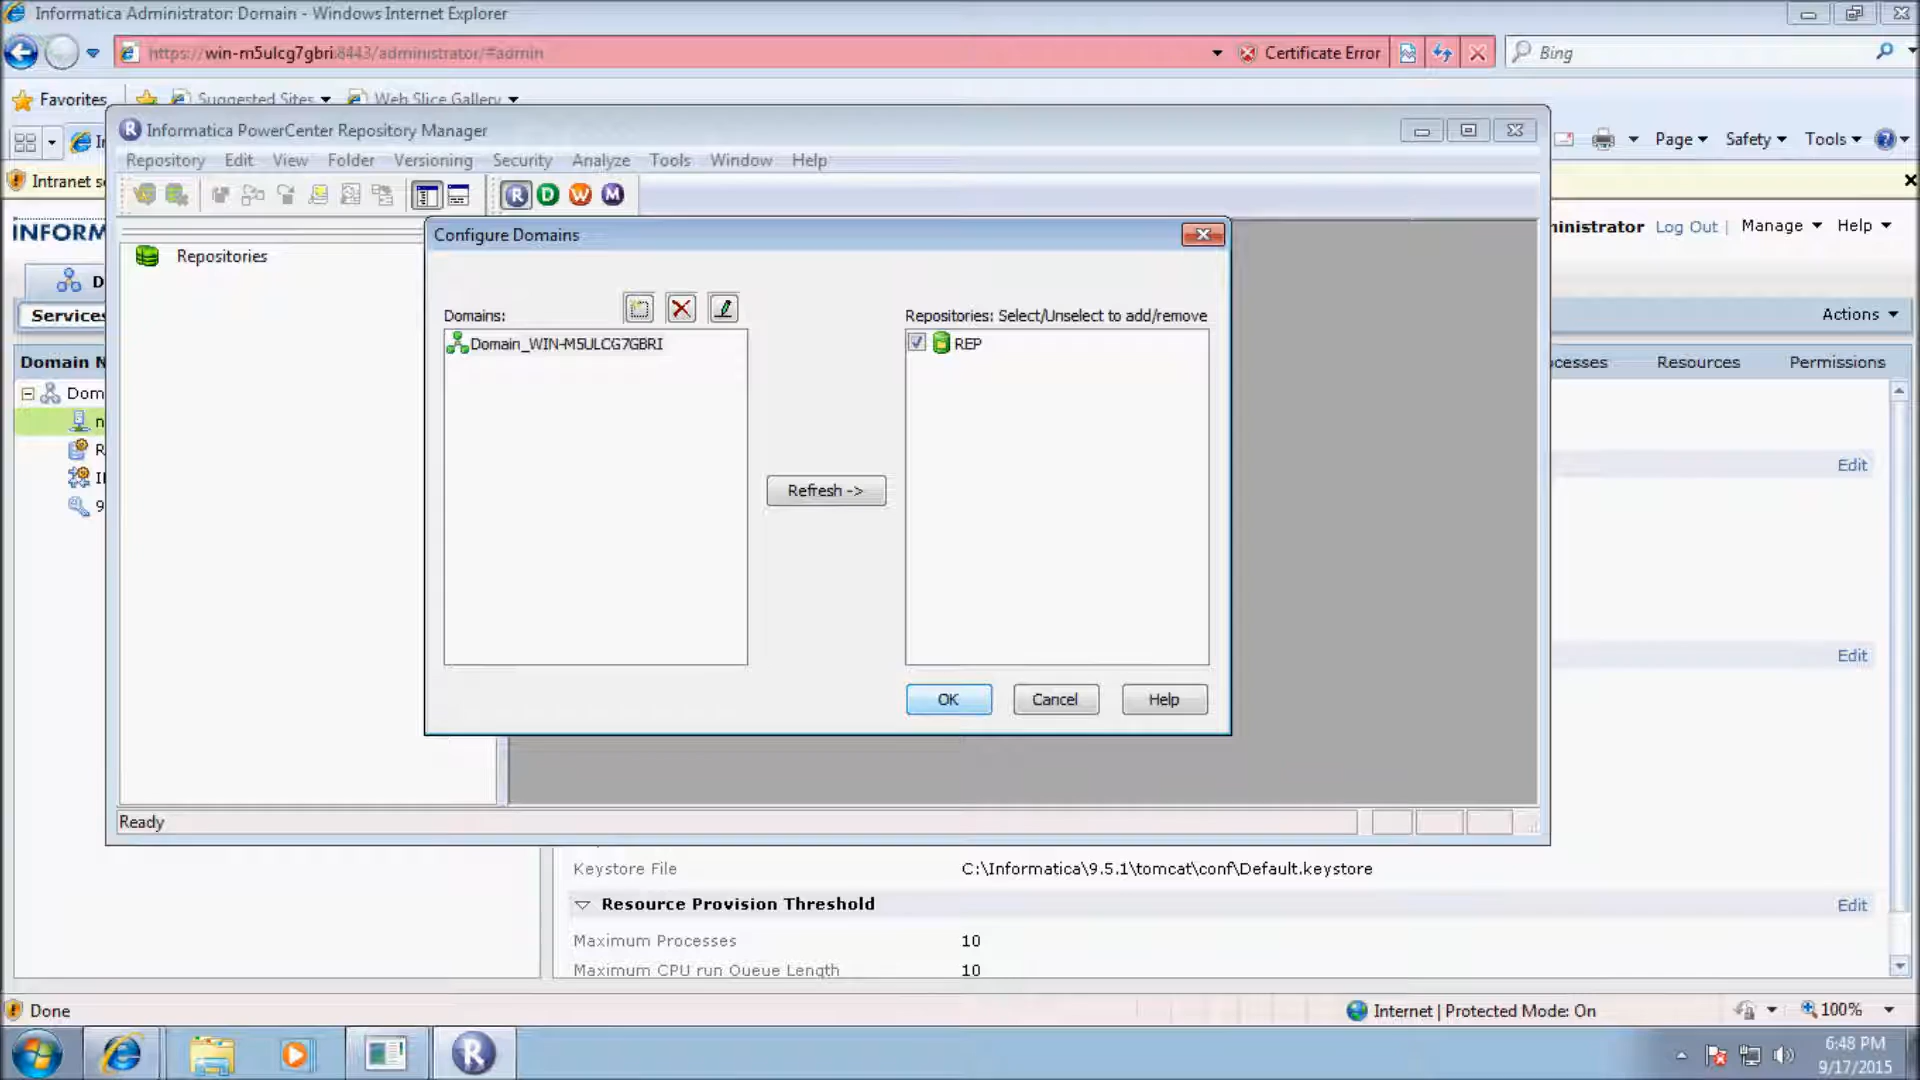 Informatica Administrator: Domain - Windows Internet Explorer
https://win-m5ulcg7gbri:8443/administrator/#admin
Certificate Error
Bing
Favorites
Suggested Sites
Web Slice Gallery
Page
Safety
Tools
Intranet
Informatica PowerCenter Repository Manager
Repository Edit View Folder Versioning Security Analyze Tools Window Help
R D W M
Repositories
Configure Domains
Domains:
Domain_WIN-M5ULCG7GBRI
Refresh ->
Repositories: Select/Unselect to add/remove
REP
OK
Cancel
Help
Ready
INFORM
inistrator
Log Out
Manage
Help
D
Services
Actions
Domain N
cesses
Resources
Permissions
Dom
n
R
9
Edit
Edit
Keystore File
C:\Informatica\9.5.1\tomcat\conf\Default.keystore
Resource Provision Threshold
Edit
Maximum Processes
10
Maximum CPU run Queue Length
10
Done
Internet | Protected Mode: On
100%
6:48 PM
9/17/2015